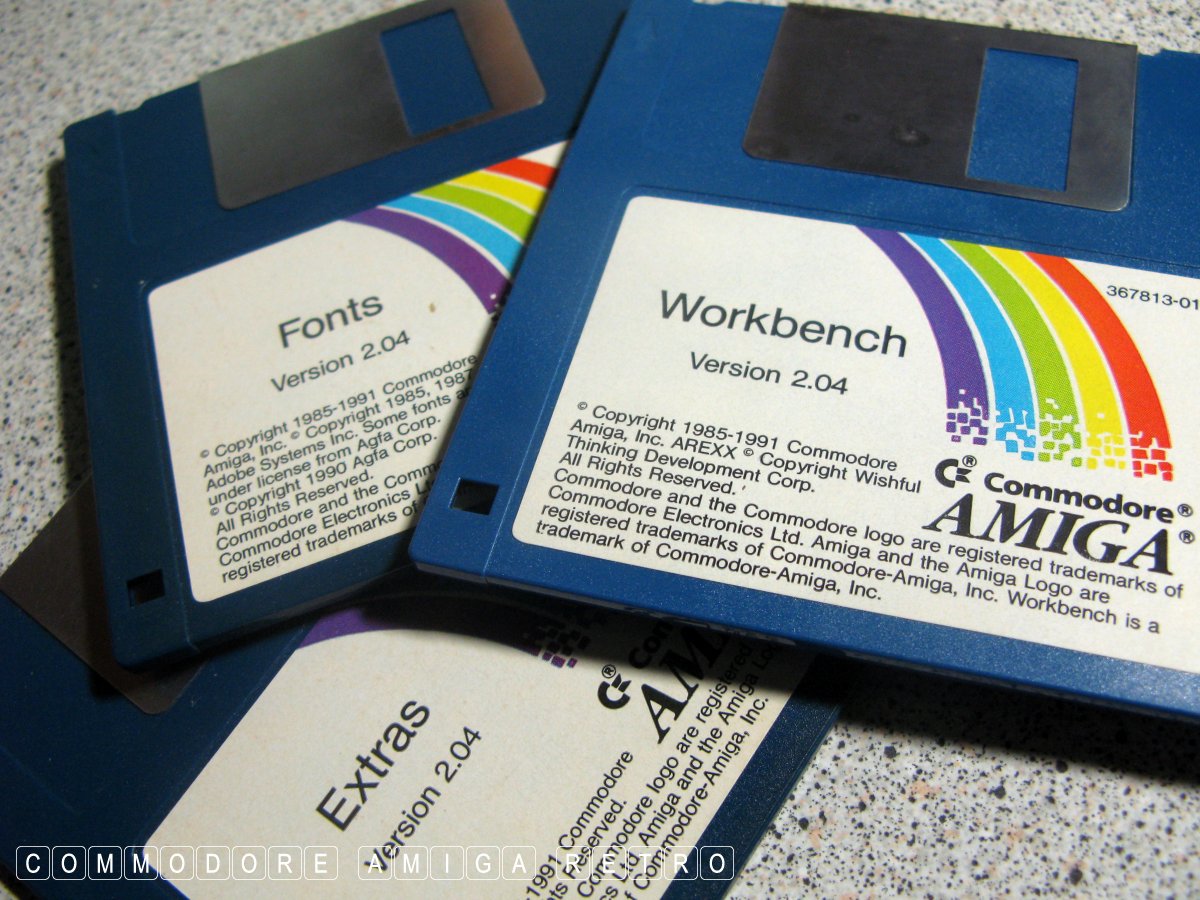 Fonts
Version 2.04
© Copyright 1985-1991 Commodore
Amiga, Inc. © Copyright 1985, 1987
Adobe Systems Inc. Some fonts
under license from Agfa Corp.
© Copyright 1990 Agfa Corp.
All Rights Reserved.
Commodore and the
Commodore Electronics
registered trademarks of
367813-01
Workbench
Version 2.04
© Copyright 1985-1991 Commodore
Amiga, Inc. AREXX © Copyright Wishful
Thinking Development Corp.
All Rights Reserved.
Commodore and the Commodore logo are registered trademarks of
Commodore Electronics Ltd. Amiga and the Amiga Logo are
registered trademarks of Commodore-Amiga, Inc. Workbench is a
trademark of Commodore-Amiga, Inc.
Commodore®
AMIGA®
Extras
Version 2.04
1991 Commodore
Reserved.
Commodore logo are
Amiga and the Amiga
of Commodore-Amiga, Inc.
COMMODORE AMIGA RETRO